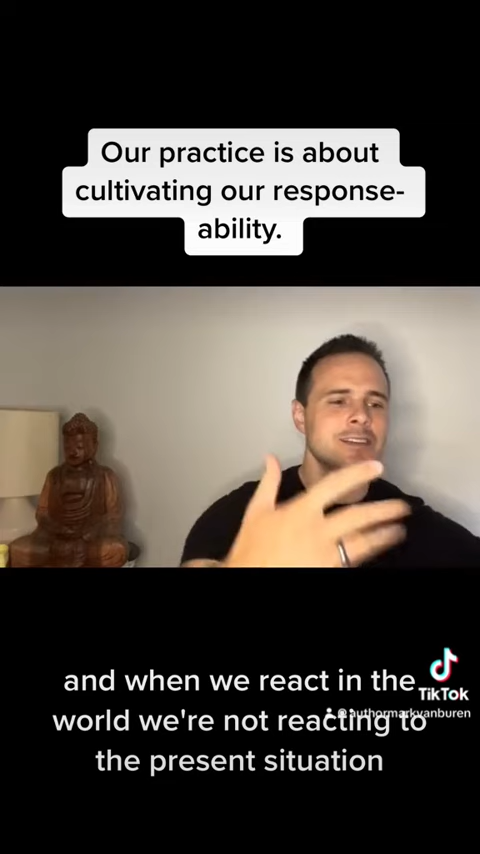 Our practice is about
cultivating our response-
ability.
and when we react in the
TikTok
world we're not reacting to
@authormarkvanburen
the present situation